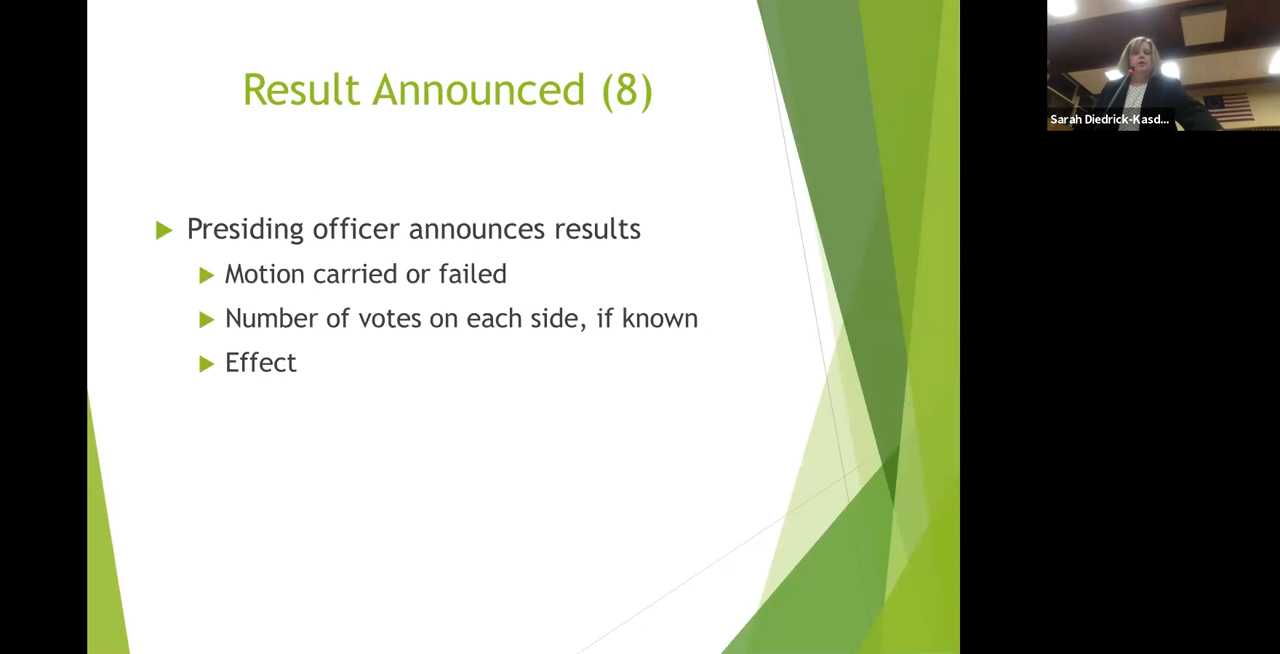 Result Announced (8)
Presiding officer announces results
Motion carried or failed
Number of votes on each side, if known
Effect
Sarah Diedrick-Kasd...